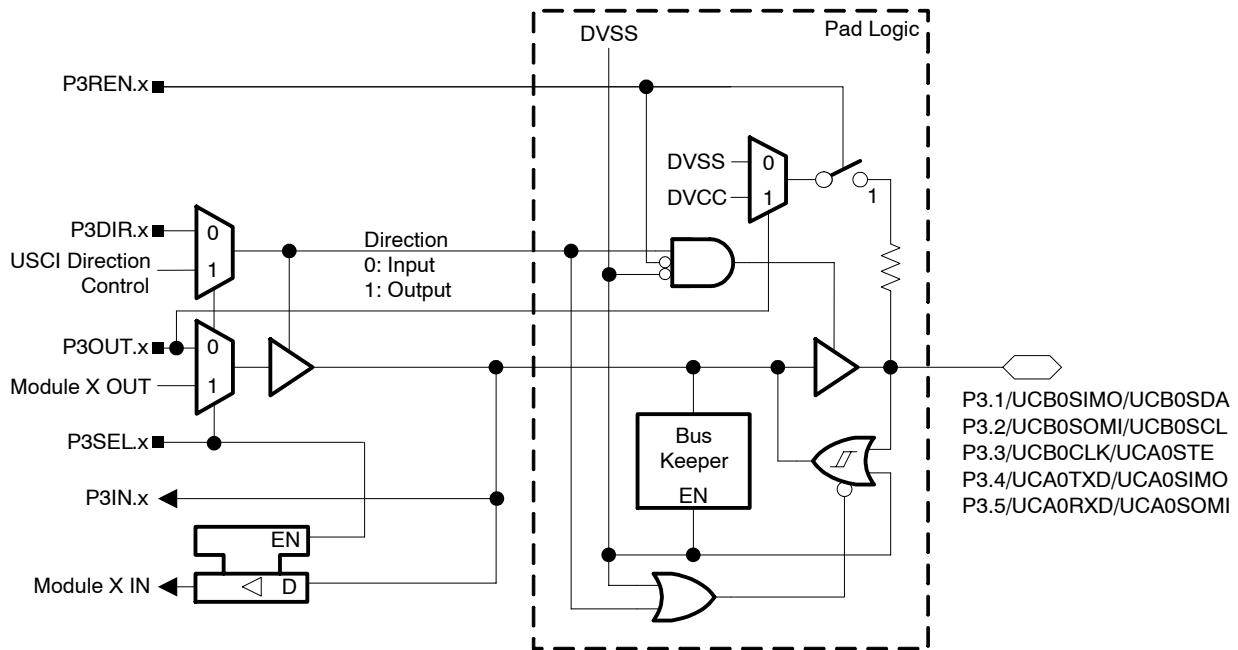 DVSS
Pad Logic
P3REN.x
DVSS
0
DVCC
1
1
P3DIR.x
0
USCI Direction
Control
1
Direction
0: Input
1: Output
P3OUT.x
0
Module X OUT
1
P3SEL.x
Bus
Keeper
EN
P3.1/UCB0SIMO/UCB0SDA
P3.2/UCB0SOMI/UCB0SCL
P3.3/UCB0CLK/UCA0STE
P3.4/UCA0TXD/UCA0SIMO
P3.5/UCA0RXD/UCA0SOMI
P3IN.x
EN
Module X IN
D